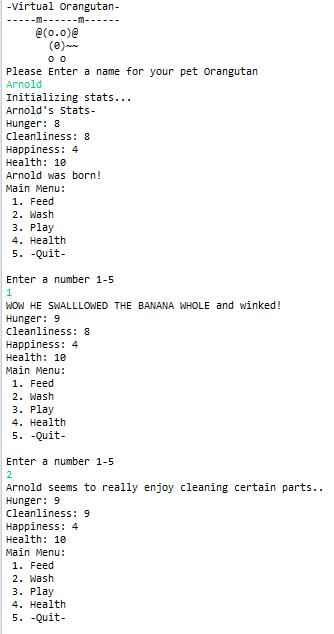 -Virtual Orangutan-
-----m------m------
     @(o.o)@
       (0)~~
       o o
Please Enter a name for your pet Orangutan
Arnold
Initializing stats...
Arnold's Stats-
Hunger: 8
Cleanliness: 8
Happiness: 4
Health: 10
Arnold was born!
Main Menu:
 1. Feed
 2. Wash
 3. Play
 4. Health
 5. -Quit-

Enter a number 1-5
1
WOW HE SWALLLOWED THE BANANA WHOLE and winked!
Hunger: 9
Cleanliness: 8
Happiness: 4
Health: 10
Main Menu:
 1. Feed
 2. Wash
 3. Play
 4. Health
 5. -Quit-

Enter a number 1-5
2
Arnold seems to really enjoy cleaning certain parts..
Hunger: 9
Cleanliness: 9
Happiness: 4
Health: 10
Main Menu:
 1. Feed
 2. Wash
 3. Play
 4. Health
 5. -Quit-